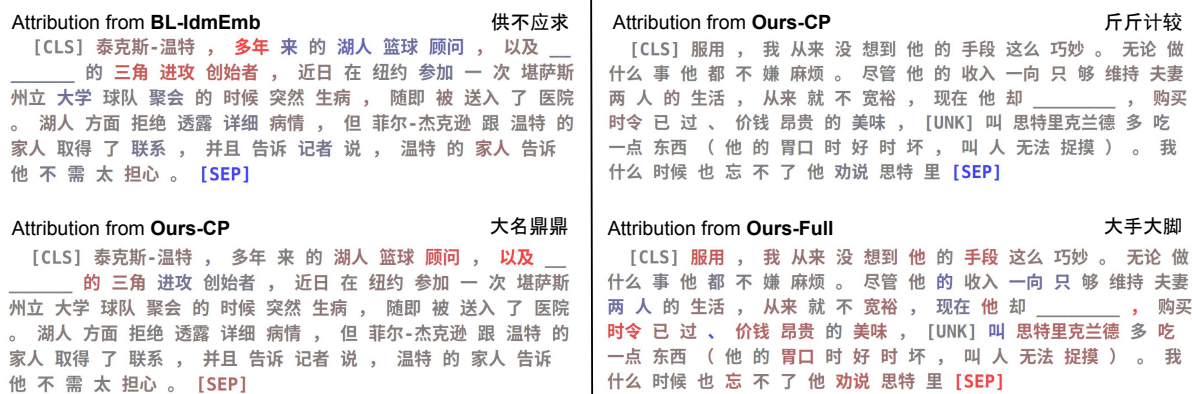 Attribution from BL-IdmEmb 供不应求
[CLS] 泰克斯-温特 , 多年 来 的 湖人 篮球 顾问 , 以及 __
________ 的 三角 进攻 创始者 , 近日 在 纽约 参加 一 次 堪萨斯
州立 大学 球队 聚会 的 时候 突然 生病 , 随即 被 送入 了 医院
。 湖人 方面 拒绝 透露 详细 病情 , 但 菲尔-杰克逊 跟 温特 的
家人 取得 了 联系 , 并且 告诉 记者 说 , 温特 的 家人 告诉
他 不 需 太 担心 。 [SEP]
Attribution from Ours-CP 大名鼎鼎
[CLS] 泰克斯-温特 , 多年 来 的 湖人 篮球 顾问 , 以及 __
________ 的 三角 进攻 创始者 , 近日 在 纽约 参加 一 次 堪萨斯
州立 大学 球队 聚会 的 时候 突然 生病 , 随即 被 送入 了 医院
。 湖人 方面 拒绝 透露 详细 病情 , 但 菲尔-杰克逊 跟 温特 的
家人 取得 了 联系 , 并且 告诉 记者 说 , 温特 的 家人 告诉
他 不 需 太 担心 。 [SEP]
Attribution from Ours-CP 斤斤计较
[CLS] 服用 , 我 从来 没 想到 他 的 手段 这么 巧妙 。 无论 做
什么 事 他 都 不 嫌 麻烦 。 尽管 他 的 收入 一向 只 够 维持 夫妻
两 人 的 生活 , 从来 就 不 宽裕 , 现在 他 却 ________ , 购买
时令 已 过 、 价钱 昂贵 的 美味 , [UNK] 叫 思特里克兰德 多 吃
一点 东西 ( 他 的 胃口 时 好 时 坏 , 叫 人 无法 捉摸 ) 。 我
什么 时候 也 忘 不 了 他 劝说 思特 里 [SEP]
Attribution from Ours-Full 大手大脚
[CLS] 服用 , 我 从来 没 想到 他 的 手段 这么 巧妙 。 无论 做
什么 事 他 都 不 嫌 麻烦 。 尽管 他 的 收入 一向 只 够 维持 夫妻
两 人 的 生活 , 从来 就 不 宽裕 , 现在 他 却 ________ , 购买
时令 已 过 、 价钱 昂贵 的 美味 , [UNK] 叫 思特里克兰德 多 吃
一点 东西 ( 他 的 胃口 时 好 时 坏 , 叫 人 无法 捉摸 ) 。 我
什么 时候 也 忘 不 了 他 劝说 思特 里 [SEP]